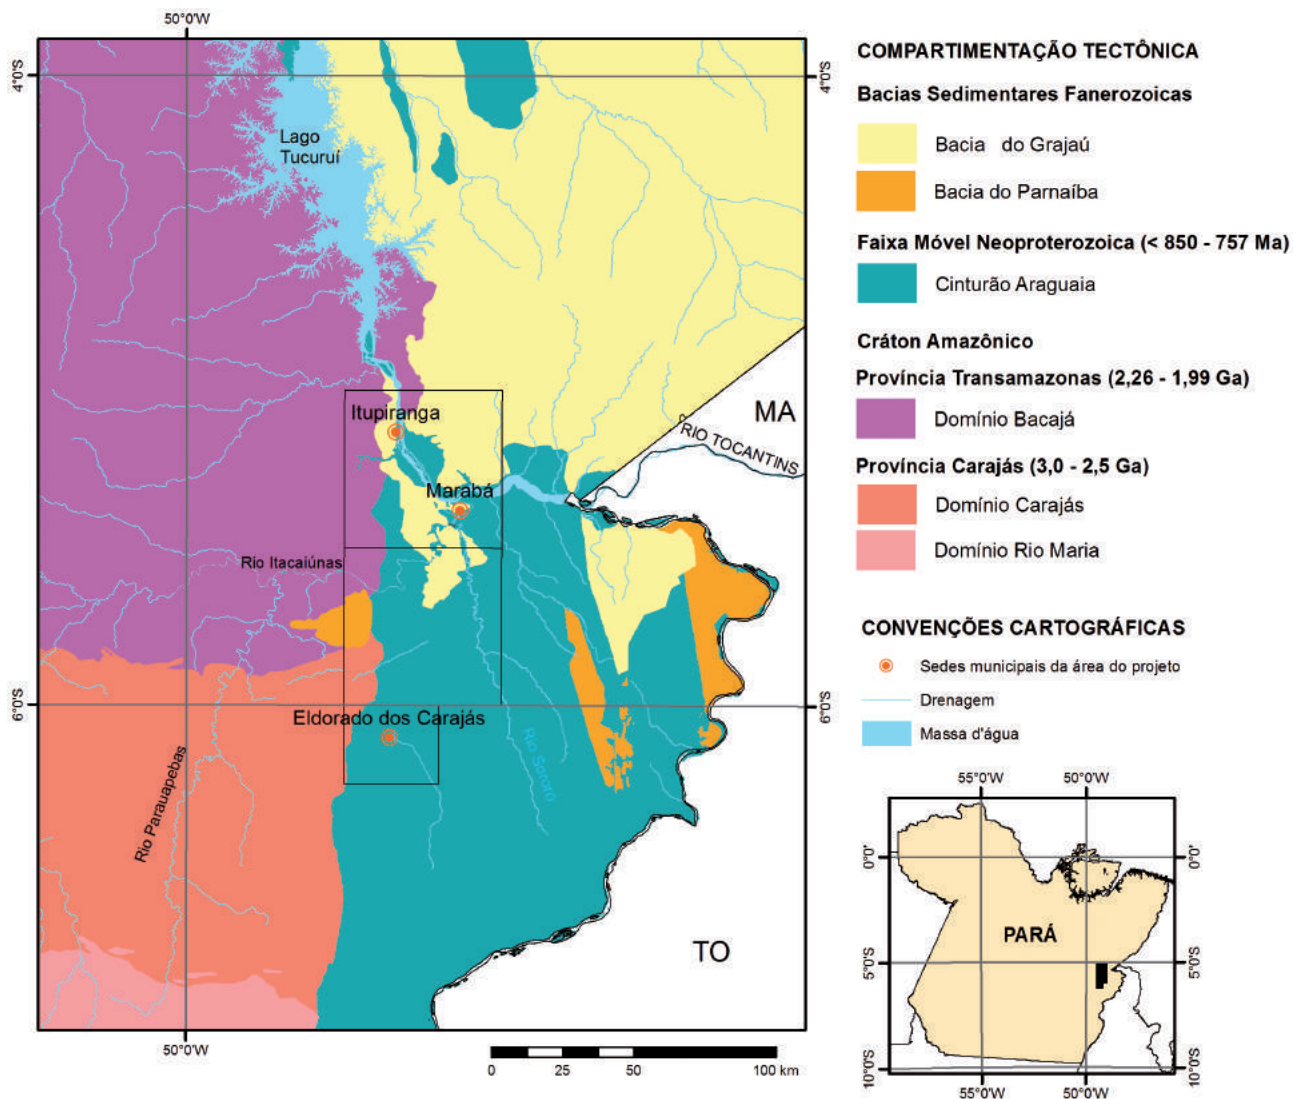 50°0'W
4°S
4°S
Lago
Tucuruí
MA
RIO TOCANTINS
Itupiranga
Marabá
Rio Itacaiúnas
6°S
6°S
Eldorado dos Carajás
Rio Sororó
Rio Parauapebas
TO
50°0'W
0 25 50 100 km
COMPARTIMENTAÇÃO TECTÔNICA
Bacias Sedimentares Fanerozoicas
Bacia do Grajaú
Bacia do Parnaíba
Faixa Móvel Neoproterozoica (< 850 - 757 Ma)
Cinturão Araguaia
Cráton Amazônico
Província Transamazonas (2,26 - 1,99 Ga)
Domínio Bacajá
Província Carajás (3,0 - 2,5 Ga)
Domínio Carajás
Domínio Rio Maria
CONVENÇÕES CARTOGRÁFICAS
Sedes municipais da área do projeto
Drenagem
Massa d'água
55°0'W 50°0'W
0°0'
0°0'
PARÁ
5°0'S
5°0'S
10°0'S
10°0'S
55°0'W 50°0'W